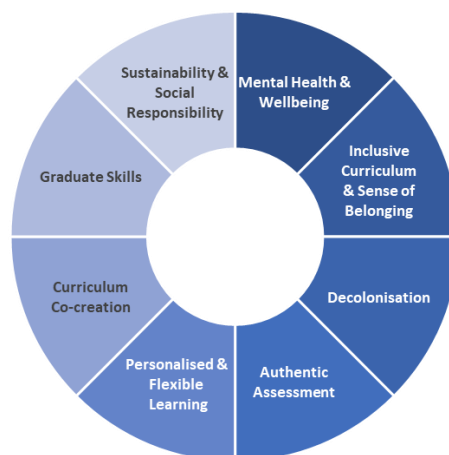 Mental Health &
Wellbeing
Inclusive
Curriculum
& Sense of
Belonging
Decolonisation
Authentic
Assessment
Personalised &
Flexible
Learning
Curriculum
Co-creation
Graduate Skills
Sustainability &
Social
Responsibility